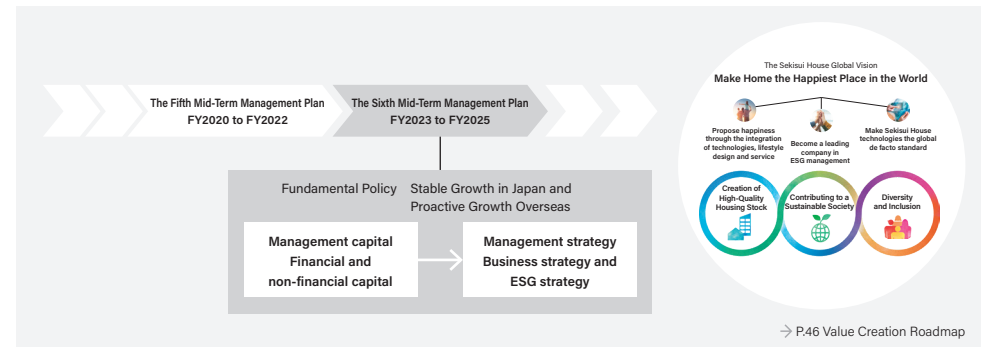 The Fifth Mid-Term Management Plan
FY2020 to FY2022
The Sixth Mid-Term Management Plan
FY2023 to FY2025
Fundamental Policy
Stable Growth in Japan and
Proactive Growth Overseas
Management capital
Financial and
non-financial capital
Management strategy
Business strategy and
ESG strategy
The Sekisui House Global Vision
Make Home the Happiest Place in the World
Propose happiness
through the integration
of technologies, lifestyle
design and service
Become a leading
company in
ESG management
Make Sekisui House
technologies the global
de facto standard
Creation of
High-Quality
Housing Stock
Contributing to a
Sustainable Society
Diversity
and Inclusion
→ P.46 Value Creation Roadmap